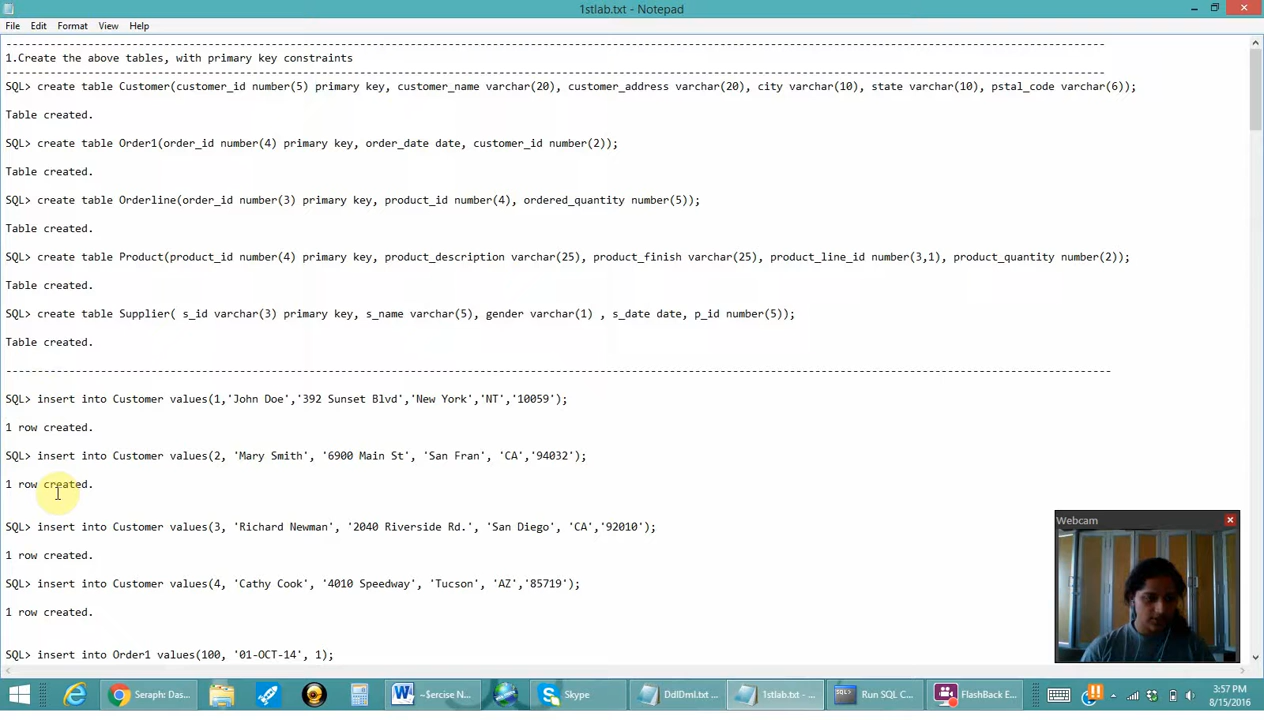 1stlab.txt - Notepad
File Edit Format View Help
--------------------------------------------------------------------------------------------------------------------------------------------------------------
1.Create the above tables, with primary key constraints
--------------------------------------------------------------------------------------------------------------------------------------------------------------
SQL> create table Customer(customer_id number(5) primary key, customer_name varchar(20), customer_address varchar(20), city varchar(10), state varchar(10), pstal_code varchar(6));
Table created.
SQL> create table Order1(order_id number(4) primary key, order_date date, customer_id number(2));
Table created.
SQL> create table Orderline(order_id number(3) primary key, product_id number(4), ordered_quantity number(5));
Table created.
SQL> create table Product(product_id number(4) primary key, product_description varchar(25), product_finish varchar(25), product_line_id number(3,1), product_quantity number(2));
Table created.
SQL> create table Supplier( s_id varchar(3) primary key, s_name varchar(5), gender varchar(1) , s_date date, p_id number(5));
Table created.
--------------------------------------------------------------------------------------------------------------------------------------------------------------
SQL> insert into Customer values(1,'John Doe','392 Sunset Blvd','New York','NT','10059');
1 row created.
SQL> insert into Customer values(2, 'Mary Smith', '6900 Main St', 'San Fran', 'CA','94032');
1 row created.
SQL> insert into Customer values(3, 'Richard Newman', '2040 Riverside Rd.', 'San Diego', 'CA','92010');
1 row created.
SQL> insert into Customer values(4, 'Cathy Cook', '4010 Speedway', 'Tucson', 'AZ','85719');
1 row created.
SQL> insert into Order1 values(100, '01-OCT-14', 1);
Webcam
Seraph: Das... ~$ercise N... Skype DdlDml.txt ... 1stlab.txt - ... Run SQL C... FlashBack E... 3:57 PM
8/15/2016